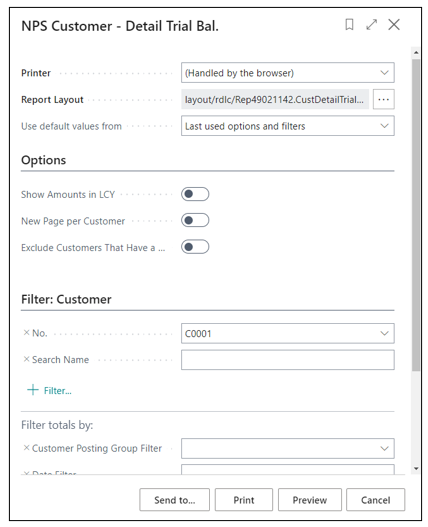 NPS Customer - Detail Trial Bal.
Printer (Handled by the browser)
Report Layout layout/rdlc/Rep49021142.CustDetailTrial... ...
Use default values from Last used options and filters
Options
Show Amounts in LCY
New Page per Customer
Exclude Customers That Have a ...
Filter: Customer
× No. C0001
× Search Name
+ Filter...
Filter totals by:
× Customer Posting Group Filter
× Date Filter
Send to... Print Preview Cancel